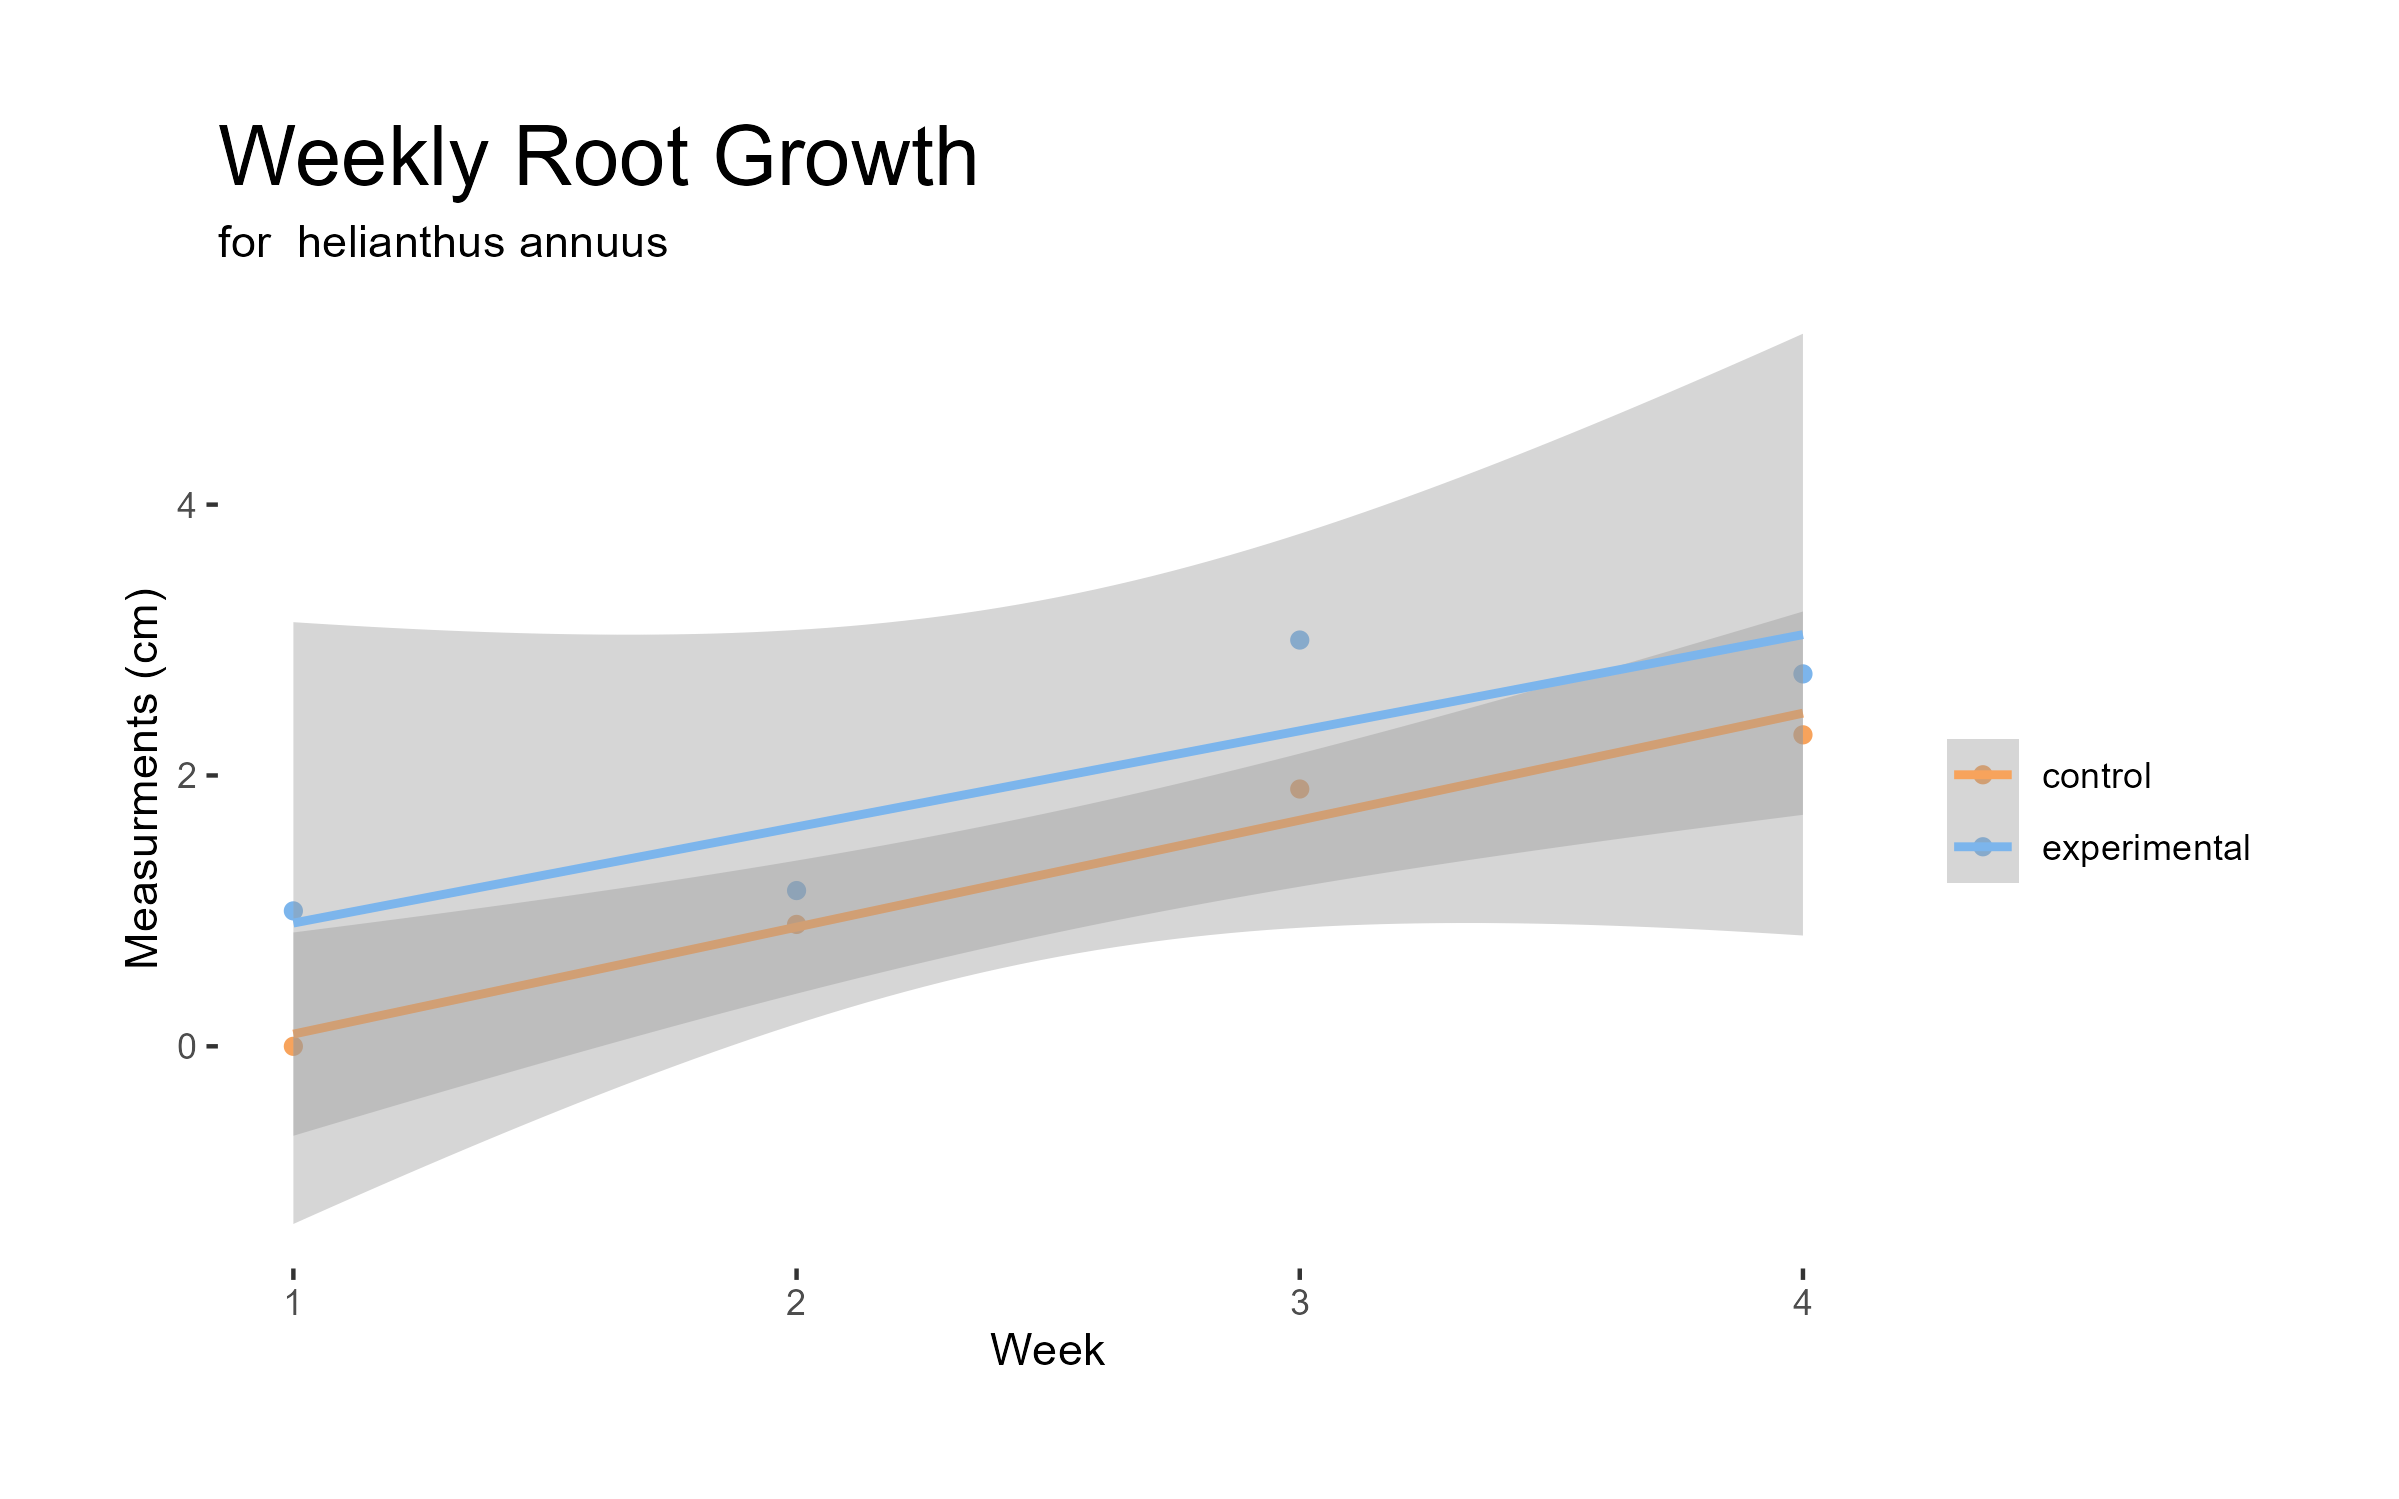 Weekly Root Growth
for  helianthus annuus
Measurments (cm)
4
2
0
1
2
3
4
Week
control
experimental